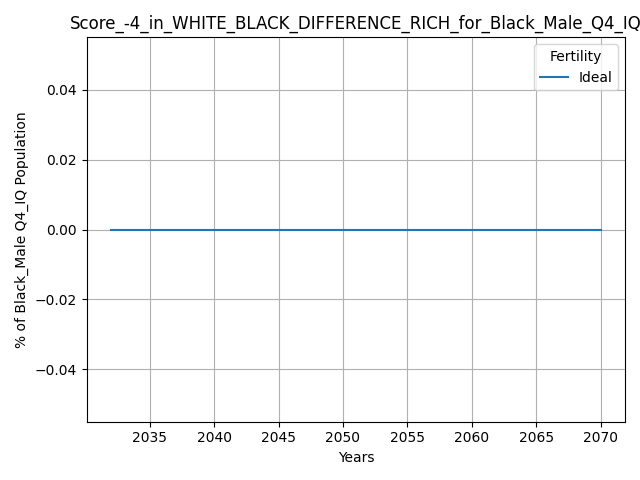 Score_-4_in_WHITE_BLACK_DIFFERENCE_RICH_for_Black_Male_Q4_IQ
Fertility
Ideal
% of Black_Male Q4_IQ Population
0.04
0.02
0.00
−0.02
−0.04
2035 2040 2045 2050 2055 2060 2065 2070
Years